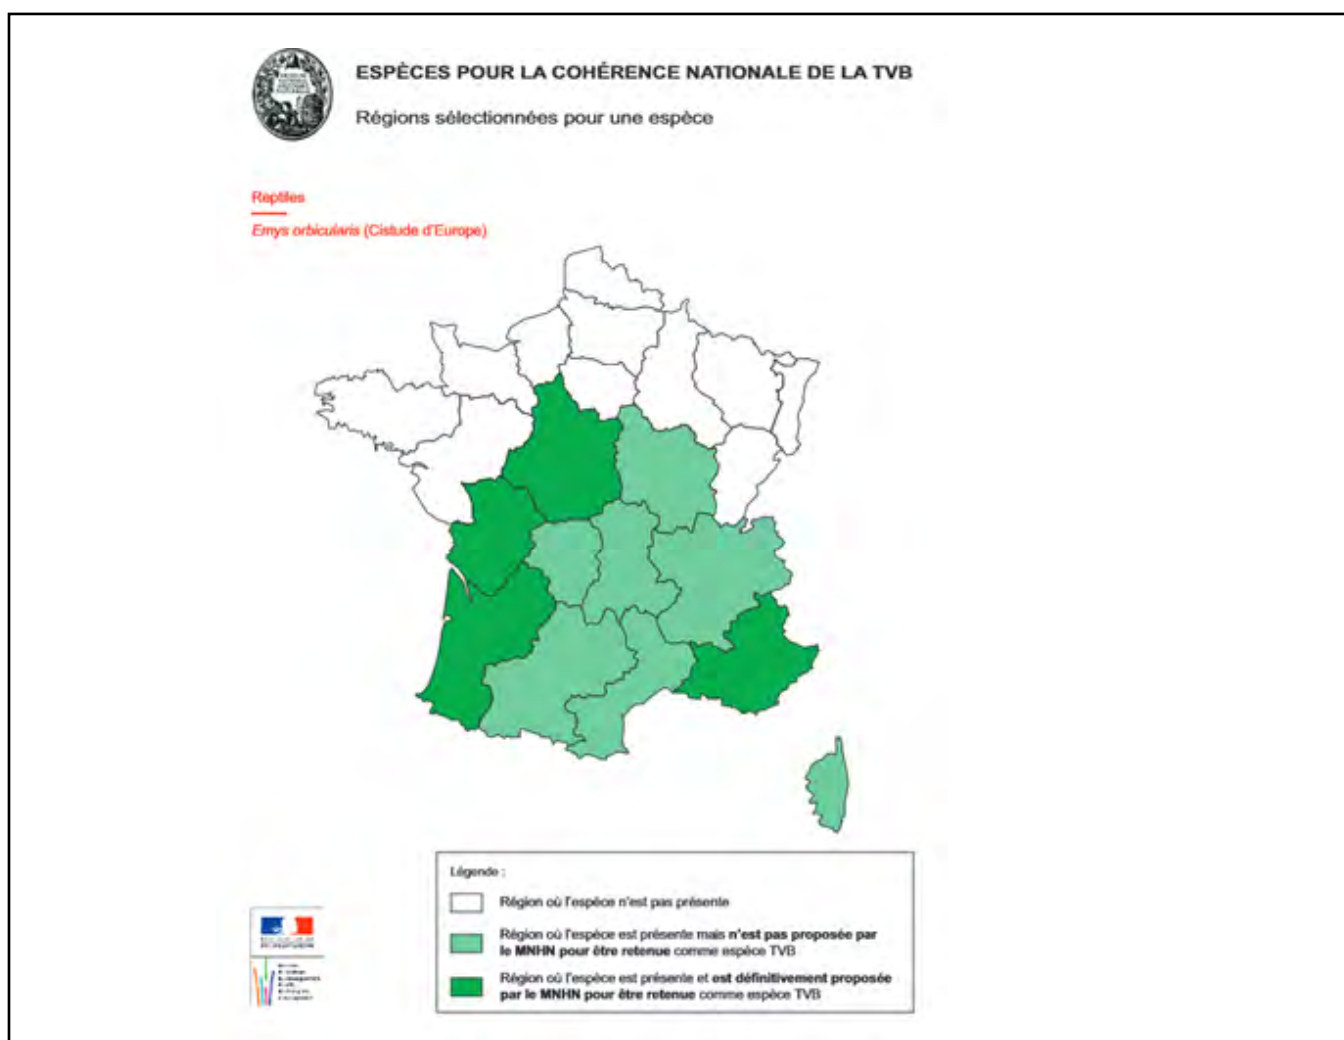 ESPÈCES POUR LA COHÉRENCE NATIONALE DE LA TVB
Régions sélectionnées pour une espèce
Reptiles
Emys orbicularis (Cistude d'Europe)
Légende :
Région où l'espèce n'est pas présente
Région où l'espèce est présente mais n'est pas proposée par
le MNHN pour être retenue comme espèce TVB
Région où l'espèce est présente et est définitivement proposée
par le MNHN pour être retenue comme espèce TVB